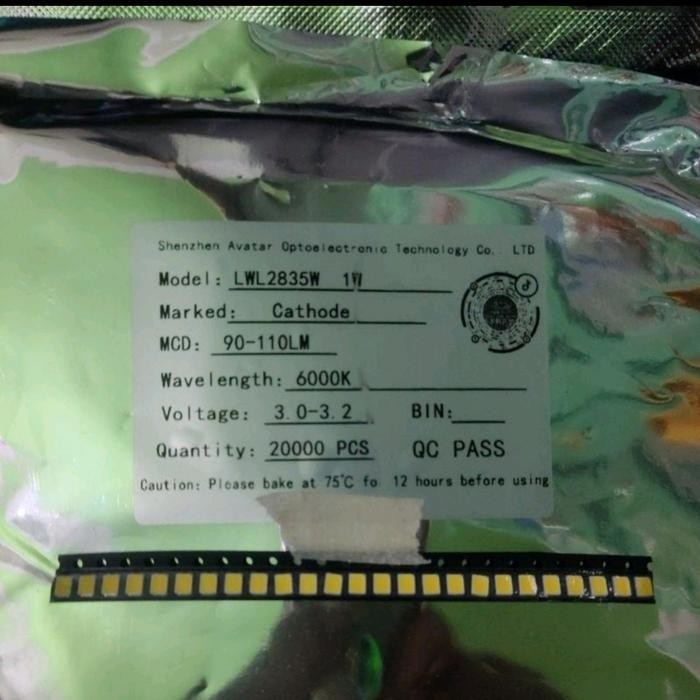 Shenzhen Avatar Optoelectronic Technology Co., LTD
Model: LWL2835W 1W
Marked: Cathode
MCD: 90-110LM
Wavelength: 6000K
Voltage: 3.0-3.2 BIN:
Quantity: 20000 PCS QC PASS
Caution: Please bake at 75℃ fo 12 hours before using